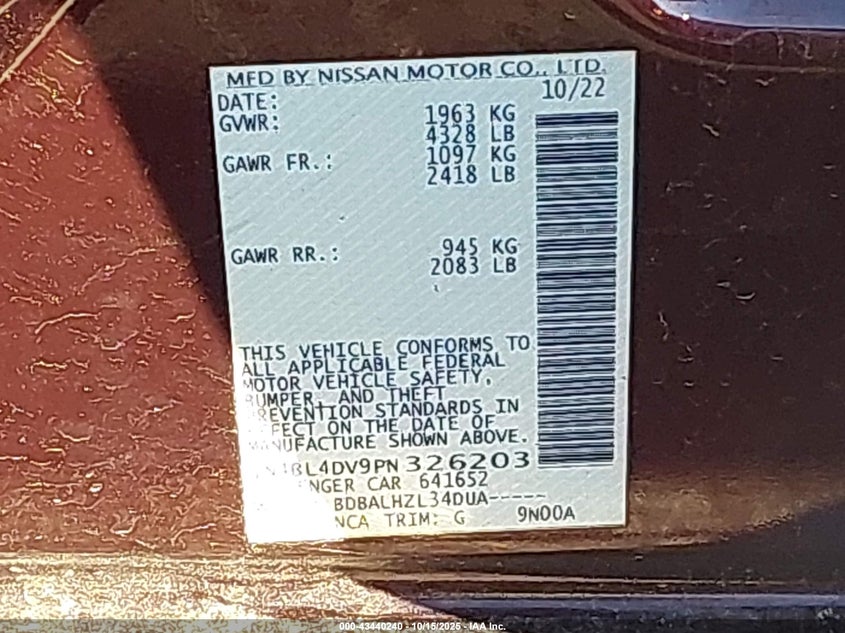 MFD BY NISSAN MOTOR CO., LTD.
DATE: 10/22
GVWR: 1963 KG
4328 LB
GAWR FR.: 1097 KG
2418 LB
GAWR RR.: 945 KG
2083 LB
THIS VEHICLE CONFORMS TO
ALL APPLICABLE FEDERAL
MOTOR VEHICLE SAFETY,
BUMPER, AND THEFT
PREVENTION STANDARDS IN
EFFECT ON THE DATE OF
MANUFACTURE SHOWN ABOVE.
BL4DV9PN326203
ENGER CAR 641652
BDBALHZL34DUA-----
NCA TRIM: G 9N00A
000-43440240 - 10/15/2025 - IAA Inc.